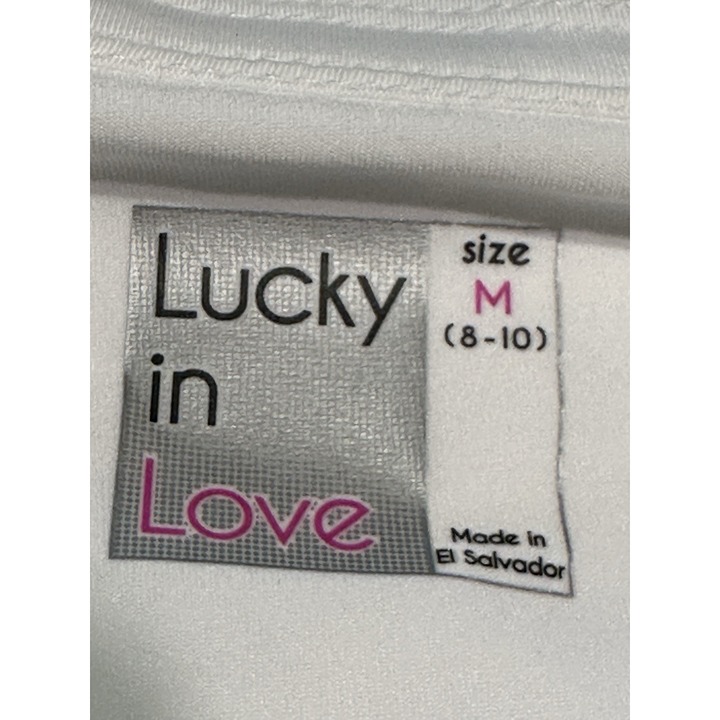 Lucky
in
Love
size
M
(8-10)
Made in
El Salvador